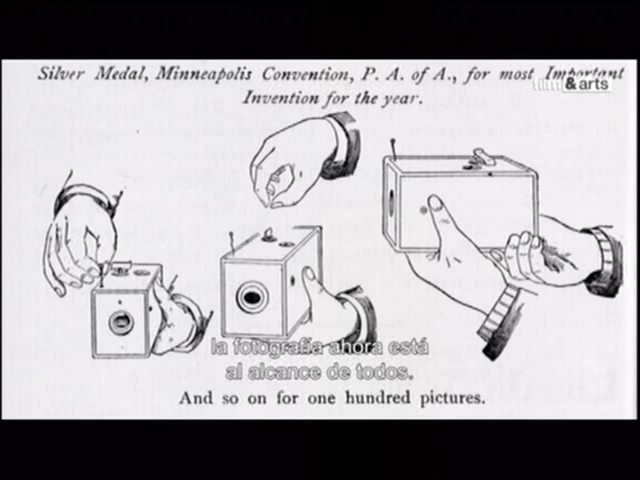 Silver Medal, Minneapolis Convention, P. A. of A., for most Important
film&arts
Invention for the year.
la fotografía ahora está
al alcance de todos.
And so on for one hundred pictures.